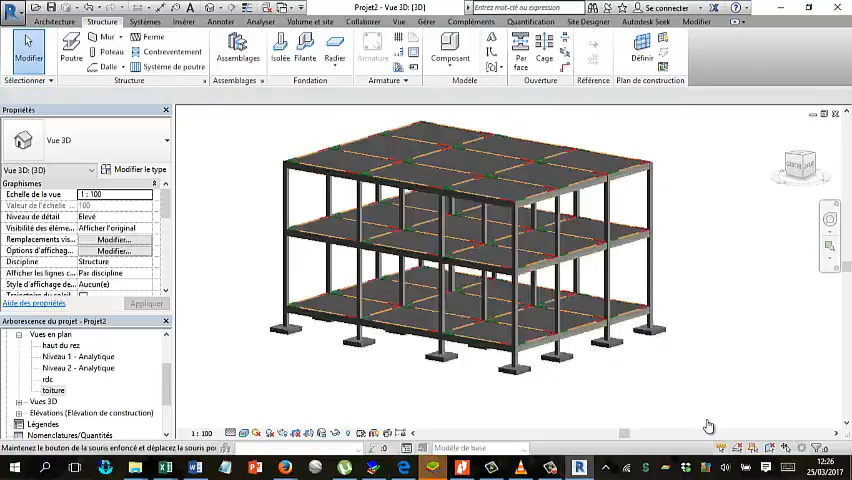 Projet2 - Vue 3D: {3D}
Entrez mot-clé ou expression
Se connecter
Architecture Structure Systèmes Insérer Annoter Analyser Volume et site Collaborer Vue Gérer Compléments Quantification Site Designer Autodesk Seek Modifier
Modifier
Poutre
Mur
Poteau
Dalle
Ferme
Contreventement
Système de poutre
Assemblages
Isolée Filante Radier
Armature
Composant
Par face
Cage
Définir
Sélectionner Structure Assemblages Fondation Armature Modèle Ouverture Référence Plan de construction
Propriétés
Vue 3D
Vue 3D: {3D}
Modifier le type
Graphismes
Echelle de la vue 1 : 100
Valeur de l'échelle 100
Niveau de détail Elevé
Visibilité des éléme Afficher l'original
Remplacements vis... Modifier...
Options d'affichag... Modifier...
Discipline Structure
Afficher les lignes c... Par discipline
Style d'affichage de... Aucun(e)
Trajectoire du soleil
Aide des propriétés
Appliquer
Arborescence du projet - Projet2
Vues en plan
haut du rez
Niveau 1 - Analytique
Niveau 2 - Analytique
rdc
toiture
Vues 3D
Elévations (Elévation de construction)
Légendes
Nomenclatures/Quantités
1 : 100
Maintenez le bouton de la souris enfoncé et déplacez la souris po
:0
Modèle de base
:0
12:26
25/03/2017